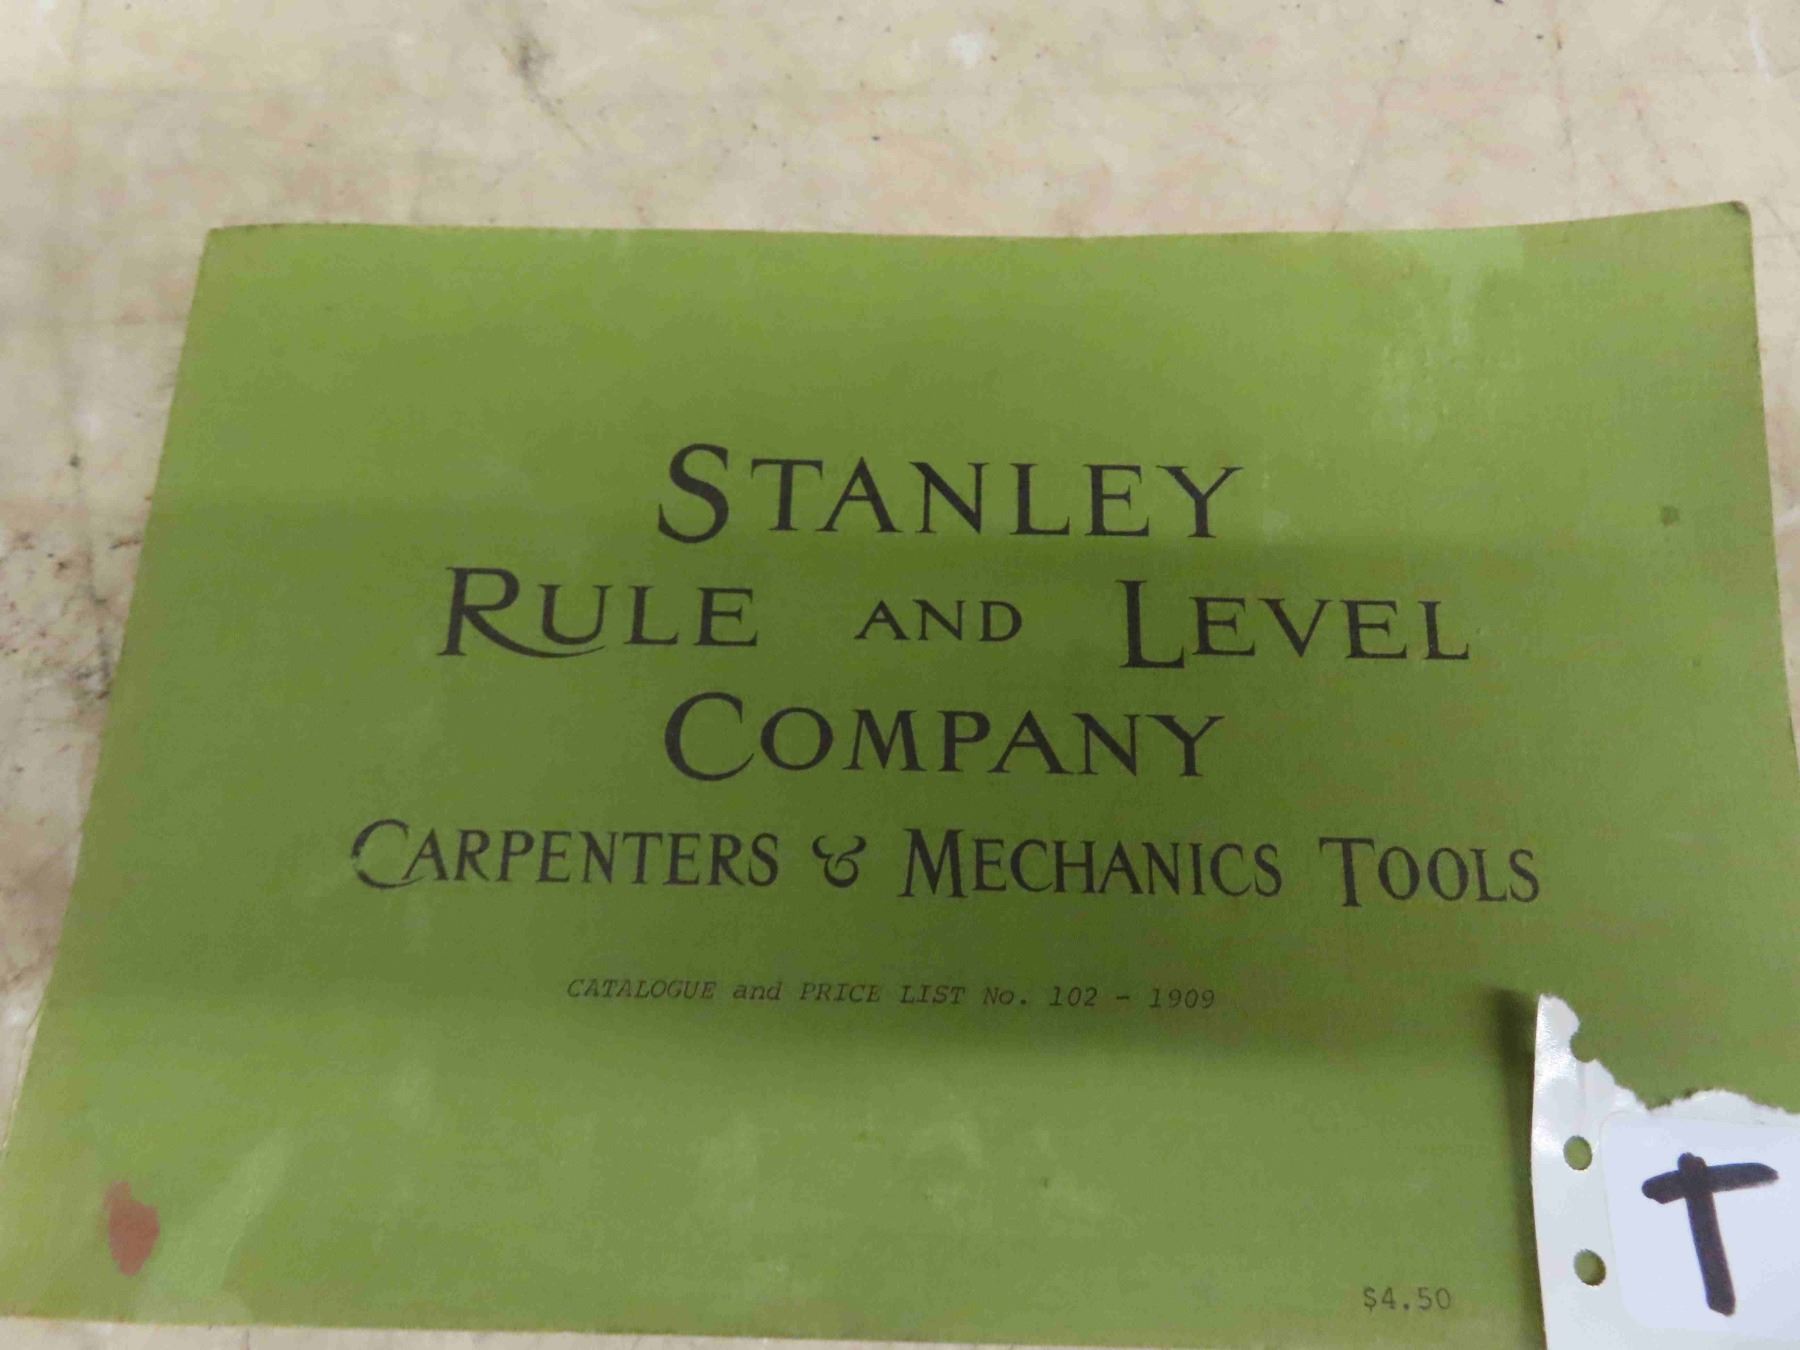 STANLEY
RULE AND LEVEL
COMPANY
CARPENTERS & MECHANICS TOOLS
CATALOGUE and PRICE LIST No. 102 - 1909
$4.50
T